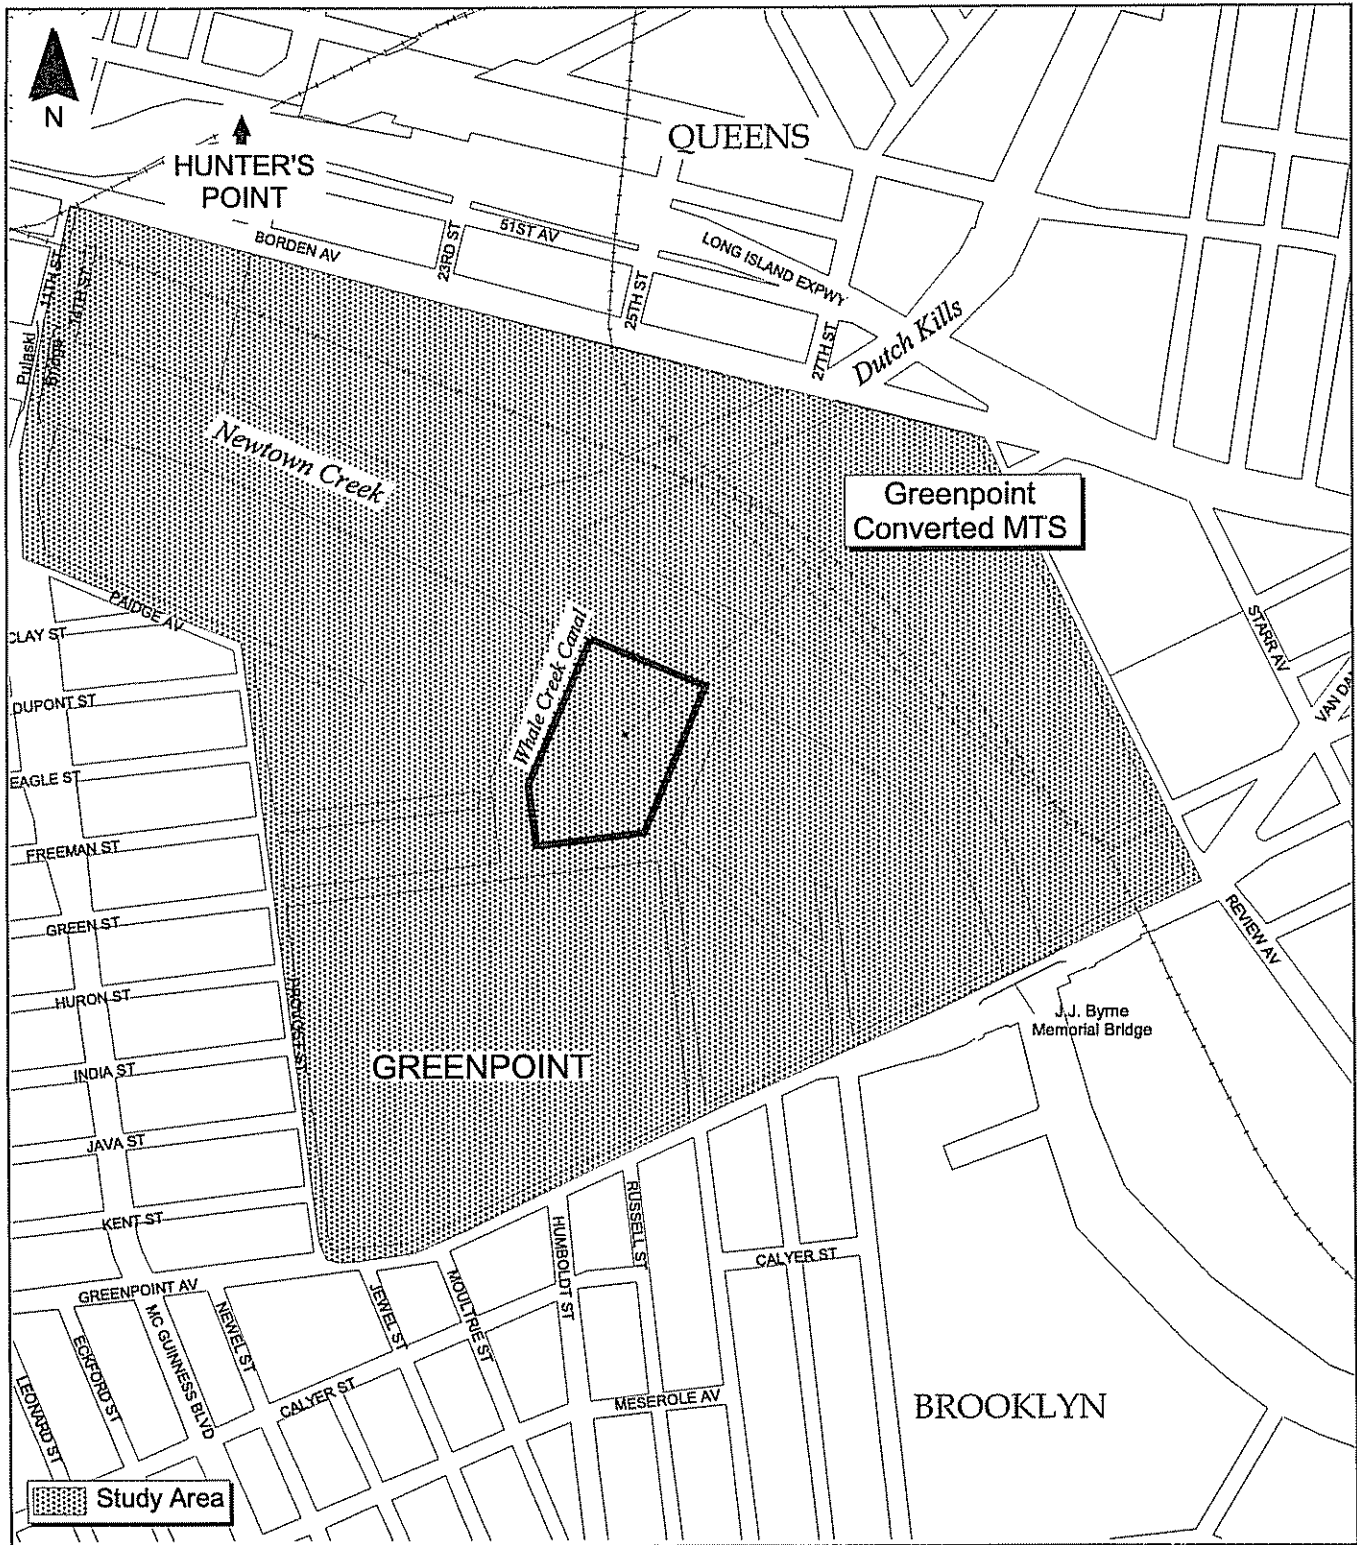 N
HUNTER'S
POINT
QUEENS
BORDEN AV
23RD ST
51ST AV
25TH ST
LONG ISLAND EXPWY
27TH ST
Dutch Kills
11TH ST
14TH ST
Pulaski
Bridge
Newtown Creek
Greenpoint
Converted MTS
PAIDGE AV
CLAY ST
DUPONT ST
EAGLE ST
FREEMAN ST
GREEN ST
HURON ST
INDIA ST
JAVA ST
KENT ST
GREENPOINT AV
Whale Creek Canal
STARR AV
REVIEW AV
J.J. Byrne
Memorial Bridge
PROVOST ST
GREENPOINT
RUSSELL ST
HUMBOLDT ST
CALYER ST
MOULTRIE ST
JEWEL ST
NEWEL ST
MC GUINNESS BLVD
ECKFORD ST
LEONARD ST
CALYER ST
MESEROLE AV
BROOKLYN
Study Area